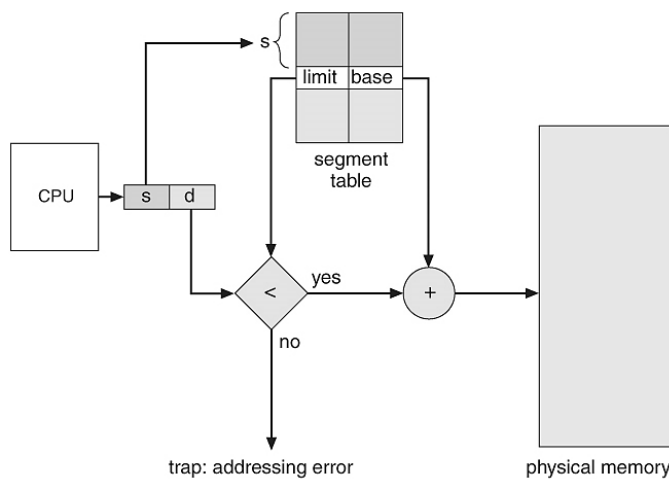 s
limit base
segment
table
CPU
s d
<
yes
+
no
trap: addressing error
physical memory